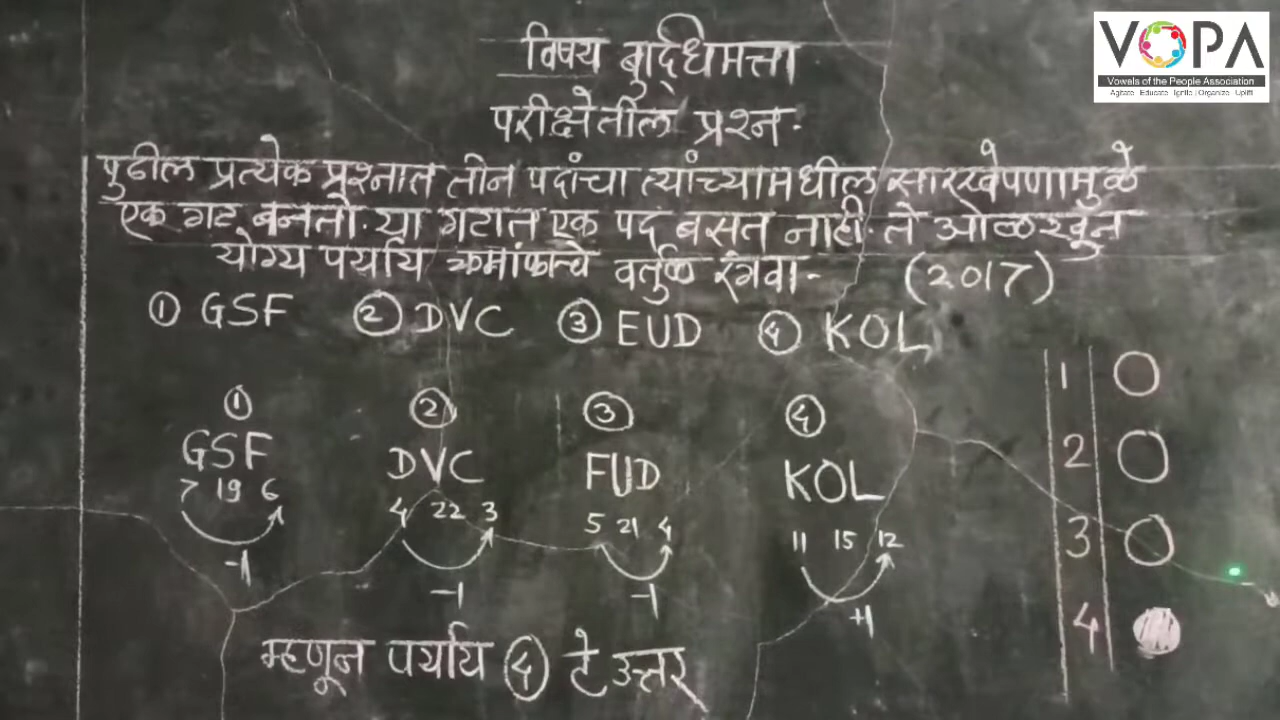 VOPA
Vowels of the People Association
Agitate Educate Ignite Organize Uplift
विषय बुद्धिमत्ता
परीक्षेतील प्रश्न.
पुढील प्रत्येक प्रश्नात तीन पदांचा त्यांच्यामधील सारखेपणामुळे
एक गट बनतो. या गटात एक पद बसत नाही. ते ओळखून
योग्य पर्याय क्रमांकाचे वर्तुळ रंगवा- (2017)
① GSF ② DVC ③ EUD ④ KOL
① ② ③ ④
GSF DVC FUD KOL
7 19 6 4 22 3 5 21 4 11 15 12
-1 -1 -1 +1
म्हणून पर्याय ④ हे उत्तर
1
2
3
4